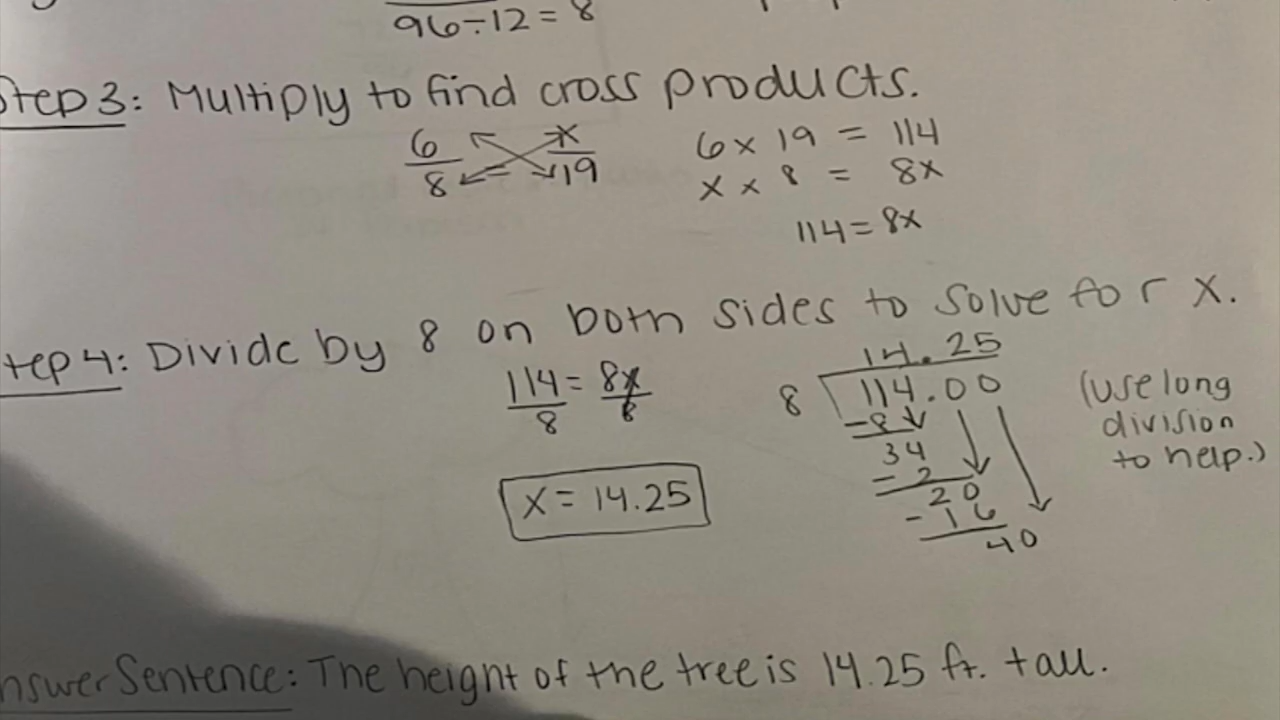 96÷12 = 8
Step 3: Multiply to find cross products.
6/8 = x/19
6 x 19 = 114
x x 8 = 8x
114 = 8x
Step 4: Divide by 8 on both sides to solve for x.
114/8 = 8x/8
x = 14.25
14.25
8 114.00
-8
34
- 2
20
- 16
40
(use long
division
to help.)
Answer Sentence: The height of the tree is 14.25 ft. tall.